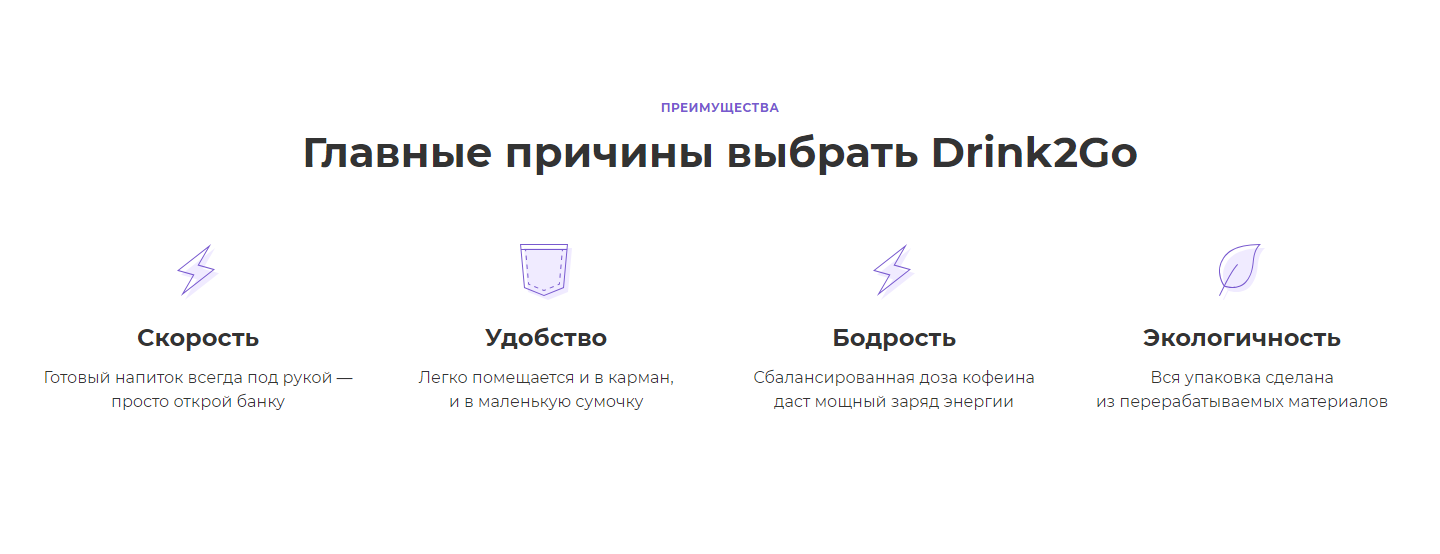 ПРЕИМУЩЕСТВА
Главные причины выбрать Drink2Go
Скорость
Готовый напиток всегда под рукой —
просто открой банку
Удобство
Легко помещается и в карман,
и в маленькую сумочку
Бодрость
Сбалансированная доза кофеина
даст мощный заряд энергии
Экологичность
Вся упаковка сделана
из перерабатываемых материалов